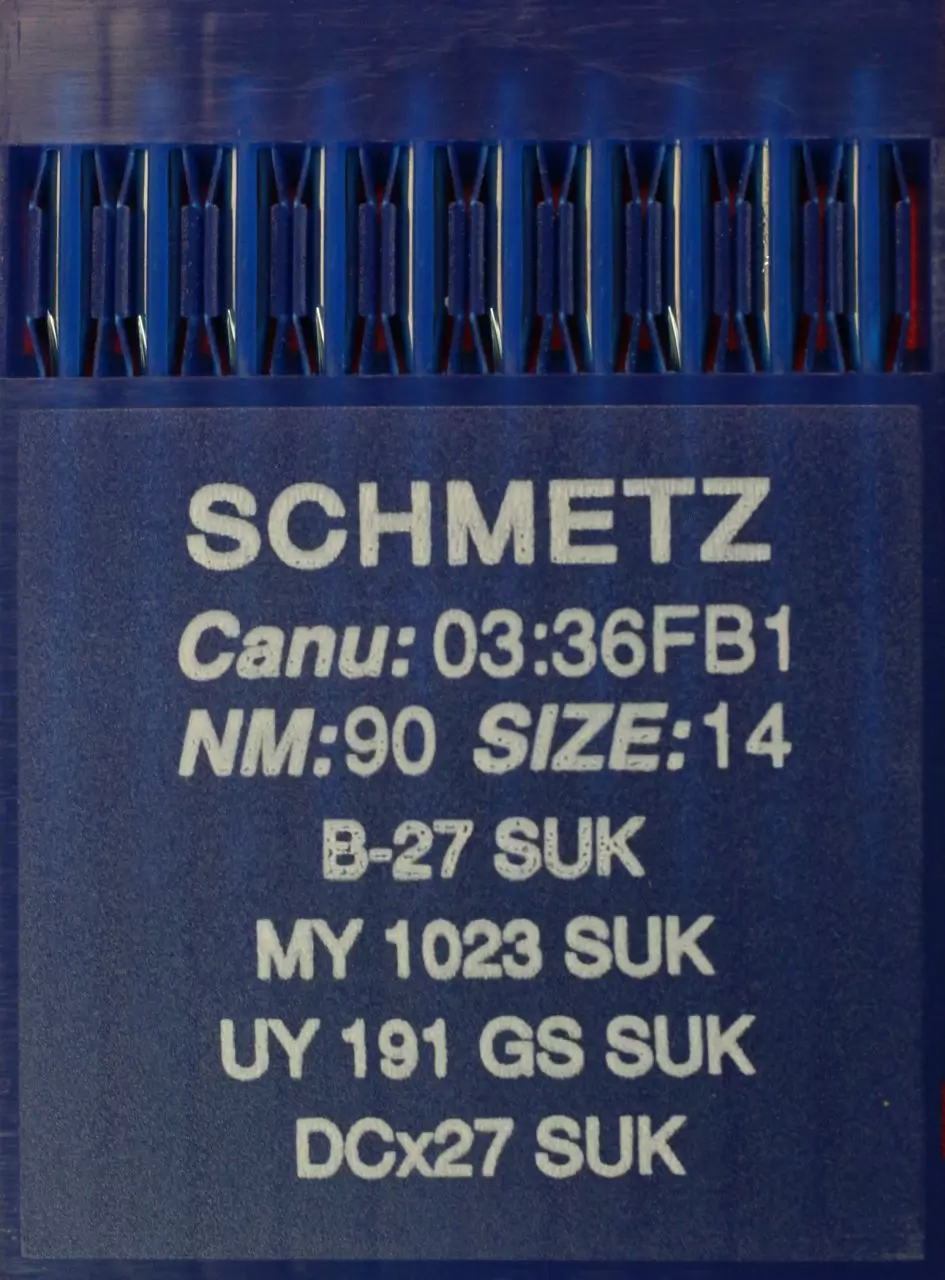 SCHMETZ
Canu: 03:36FB1
NM:90 SIZE:14
B-27 SUK
MY 1023 SUK
UY 191 GS SUK
DCx27 SUK